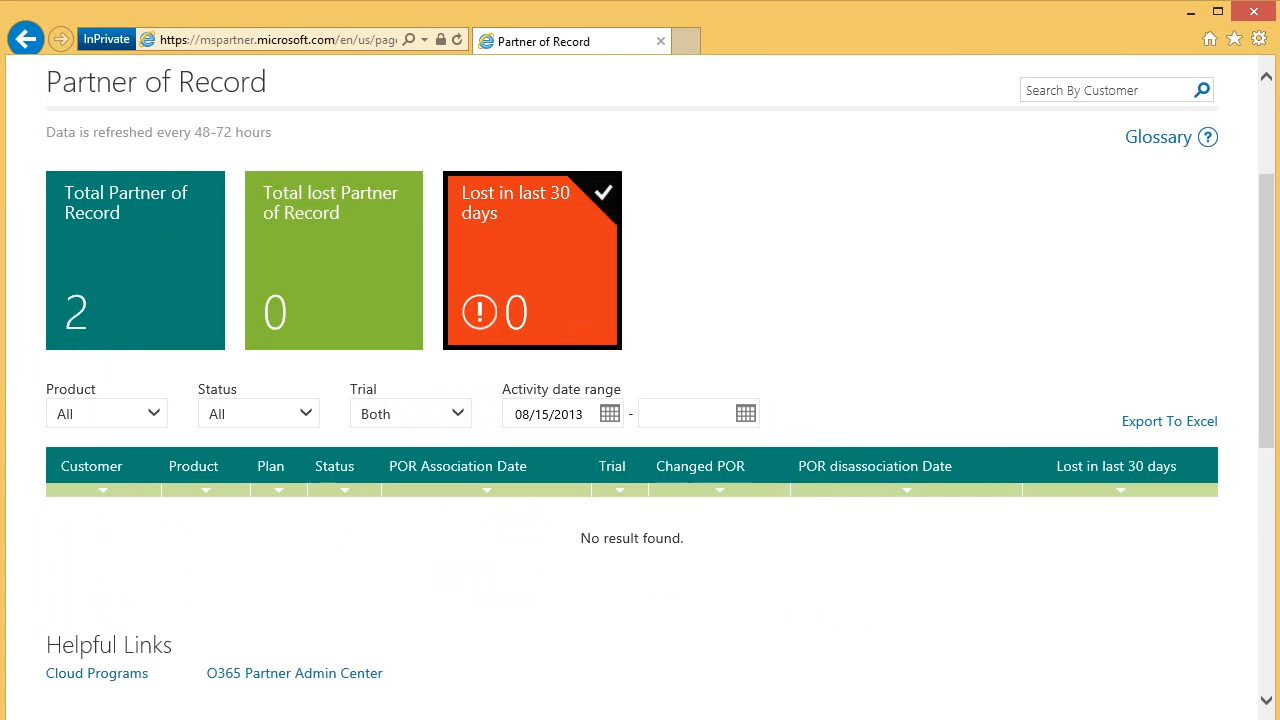 InPrivate
https://mspartner.microsoft.com/en/us/page
Partner of Record
Partner of Record
Search By Customer
Data is refreshed every 48-72 hours
Glossary ?
Total Partner of
Record
2
Total lost Partner
of Record
0
Lost in last 30
days
! 0
Product
Status
Trial
Activity date range
All
All
Both
08/15/2013 -
Export To Excel
Customer Product Plan Status POR Association Date Trial Changed POR POR disassociation Date Lost in last 30 days
No result found.
Helpful Links
Cloud Programs
O365 Partner Admin Center